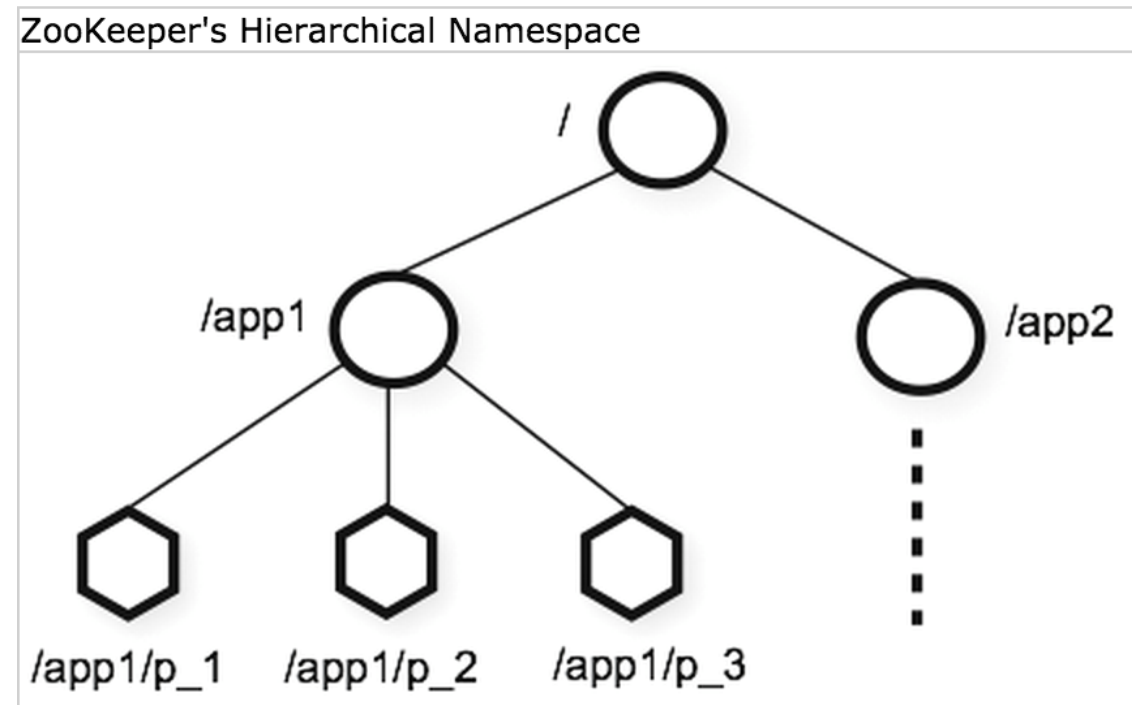 ZooKeeper's Hierarchical Namespace
/
/app1
/app2
/app1/p_1
/app1/p_2
/app1/p_3